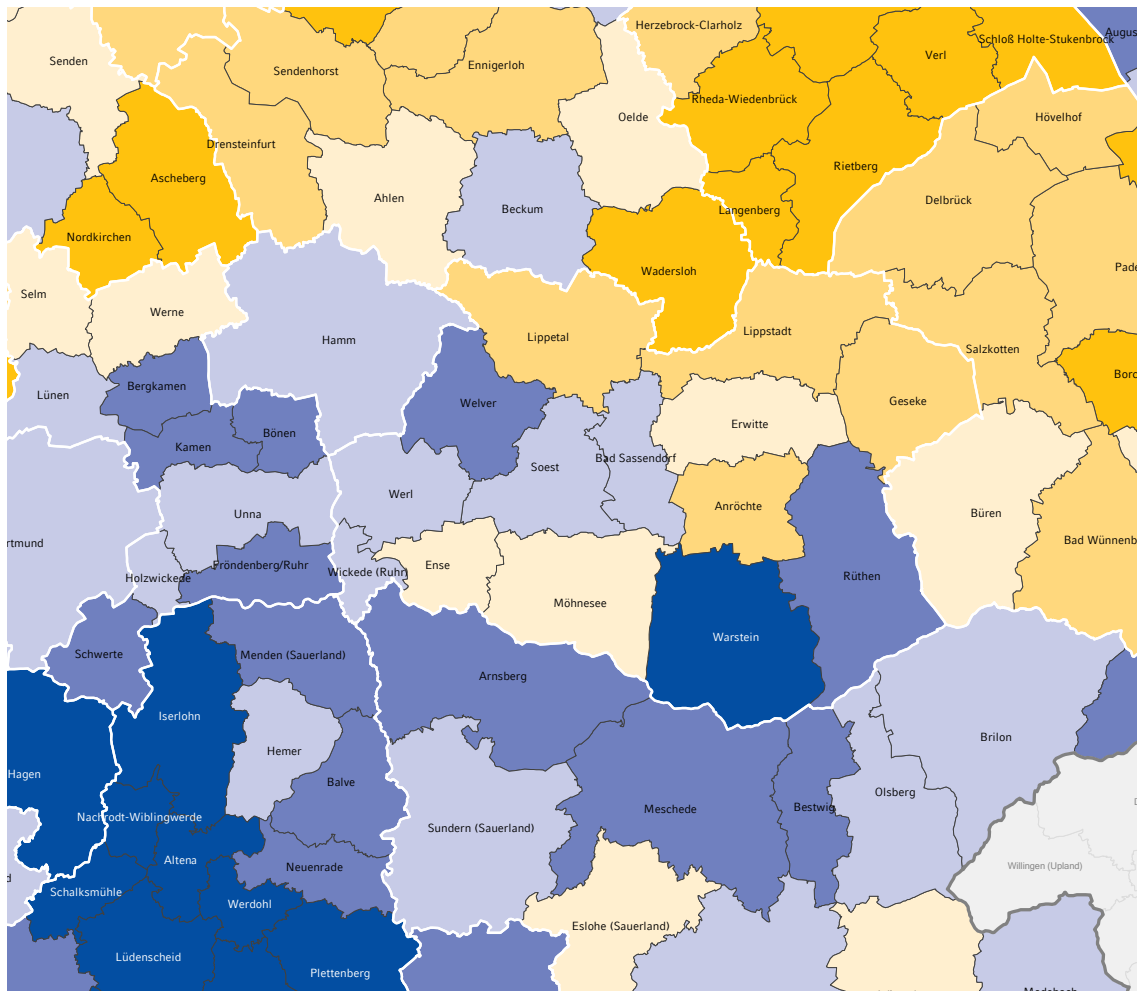 Herzebrock-Clarholz
Augus
Schloß Holte-Stukenbrock
Verl
Senden
Sendenhorst
Ennigerloh
Rheda-Wiedenbrück
Oelde
Hövelhof
Drensteinfurt
Rietberg
Ascheberg
Ahlen
Delbrück
Beckum
Langenberg
Nordkirchen
Wadersloh
Pade
Selm
Werne
Lippstadt
Hamm
Lippetal
Salzkotten
Borc
Bergkamen
Lünen
Welver
Geseke
Erwitte
Bönen
Kamen
Bad Sassendorf
Soest
Werl
Anröchte
Unna
Büren
rtmund
Bad Wünnenb
Fröndenberg/Ruhr
Ense
Wickede (Ruhr)
Holzwickede
Rüthen
Möhnesee
Warstein
Schwerte
Menden (Sauerland)
Arnsberg
Iserlohn
Brilon
Hemer
Hagen
Balve
Olsberg
D
Bestwig
Meschede
Nachrodt-Wiblingwerde
Sundern (Sauerland)
Altena
Neuenrade
Willingen (Upland)
d
Schalksmühle
Werdohl
Eslohe (Sauerland)
Lüdenscheid
Plettenberg